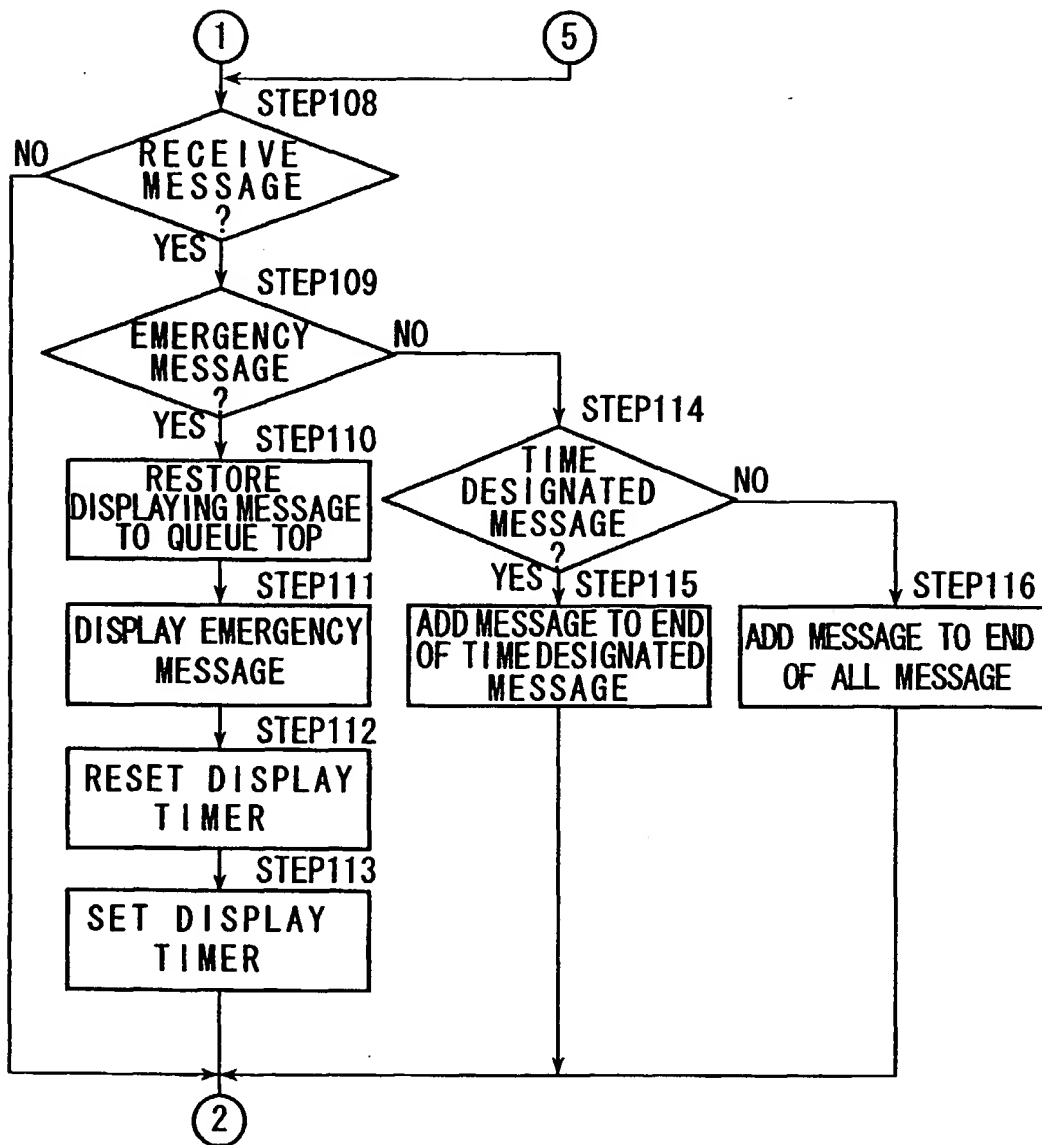 1
5
STEP108
NO
RECEIVE
MESSAGE
?
YES
STEP109
EMERGENCY
MESSAGE
?
NO
YES
STEP110
RESTORE
DISPLAYING MESSAGE
TO QUEUE TOP
STEP114
TIME
DESIGNATED
MESSAGE
?
NO
YES
STEP111
DISPLAY EMERGENCY
MESSAGE
STEP115
ADD MESSAGE TO END
OF TIME DESIGNATED
MESSAGE
STEP116
ADD MESSAGE TO END
OF ALL MESSAGE
STEP112
RESET DISPLAY
TIMER
STEP113
SET DISPLAY
TIMER
2